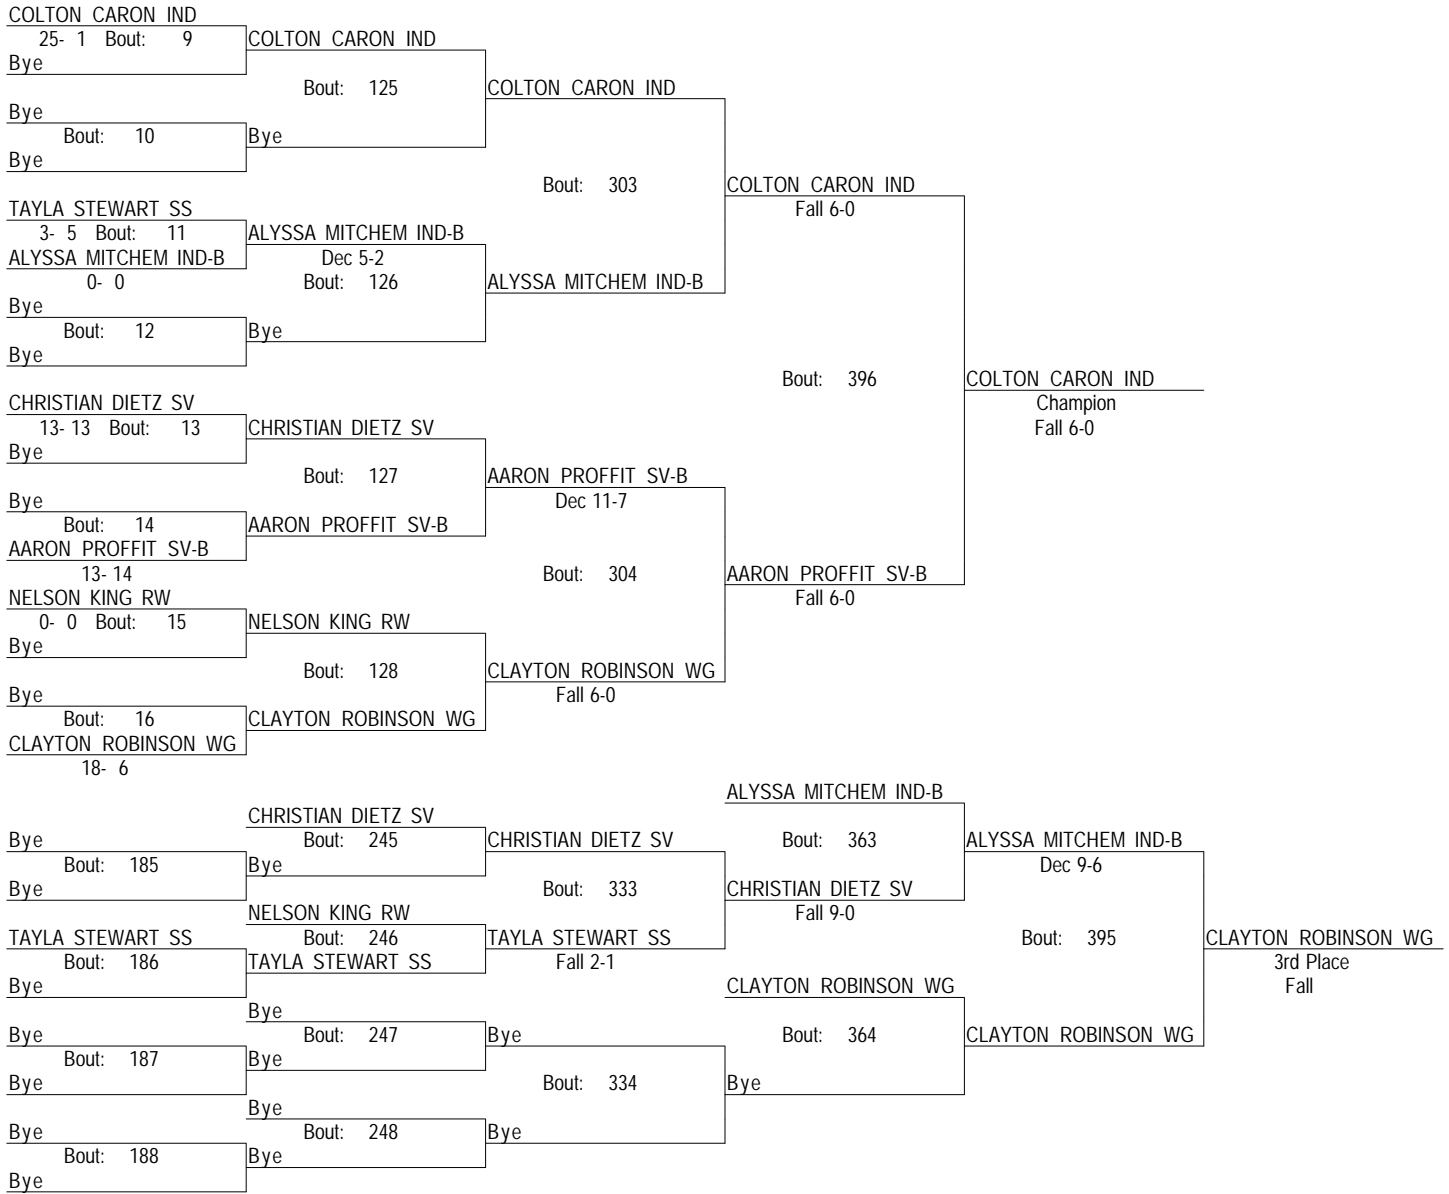 COLTON CARON IND
25- 1 Bout: 9
COLTON CARON IND
Bye
Bout: 125
COLTON CARON IND
Bye
Bout: 10
Bye
Bye
Bout: 303
COLTON CARON IND
Fall 6-0
TAYLA STEWART SS
3- 5 Bout: 11
ALYSSA MITCHEM IND-B
ALYSSA MITCHEM IND-B
Dec 5-2
0- 0
Bout: 126
ALYSSA MITCHEM IND-B
Bye
Bout: 12
Bye
Bye
Bout: 396
COLTON CARON IND
Champion
Fall 6-0
CHRISTIAN DIETZ SV
13- 13 Bout: 13
CHRISTIAN DIETZ SV
Bye
Bout: 127
AARON PROFFIT SV-B
Dec 11-7
Bye
Bout: 14
AARON PROFFIT SV-B
AARON PROFFIT SV-B
13- 14
Bout: 304
AARON PROFFIT SV-B
Fall 6-0
NELSON KING RW
0- 0 Bout: 15
NELSON KING RW
Bye
Bout: 128
CLAYTON ROBINSON WG
Fall 6-0
Bye
Bout: 16
CLAYTON ROBINSON WG
CLAYTON ROBINSON WG
18- 6
ALYSSA MITCHEM IND-B
CHRISTIAN DIETZ SV
Bye
Bout: 245
CHRISTIAN DIETZ SV
Bout: 363
ALYSSA MITCHEM IND-B
Dec 9-6
Bout: 185
Bye
Bye
Bout: 333
CHRISTIAN DIETZ SV
Fall 9-0
NELSON KING RW
TAYLA STEWART SS
Bout: 246
TAYLA STEWART SS
Fall 2-1
Bout: 395
CLAYTON ROBINSON WG
3rd Place
Fall
Bout: 186
TAYLA STEWART SS
Bye
CLAYTON ROBINSON WG
Bye
Bye
Bout: 247
Bye
Bout: 364
CLAYTON ROBINSON WG
Bout: 187
Bye
Bye
Bout: 334
Bye
Bye
Bye
Bout: 248
Bye
Bout: 188
Bye
Bye